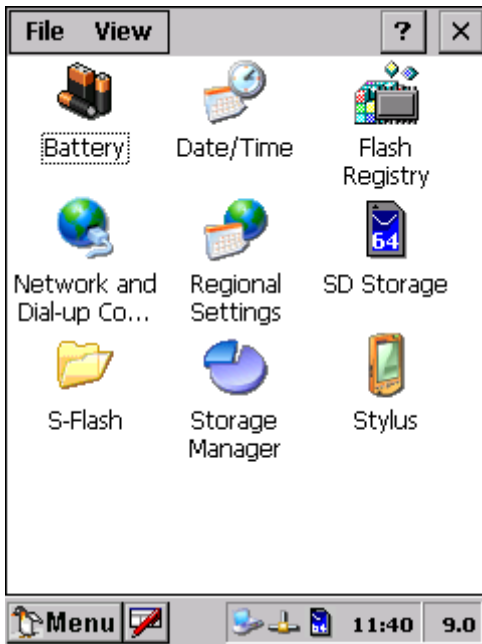 File View ? ×
Battery
Date/Time
Flash
Registry
Network and
Dial-up Co...
Regional
Settings
64
SD Storage
S-Flash
Storage
Manager
Stylus
Menu 64 11:40 9.0